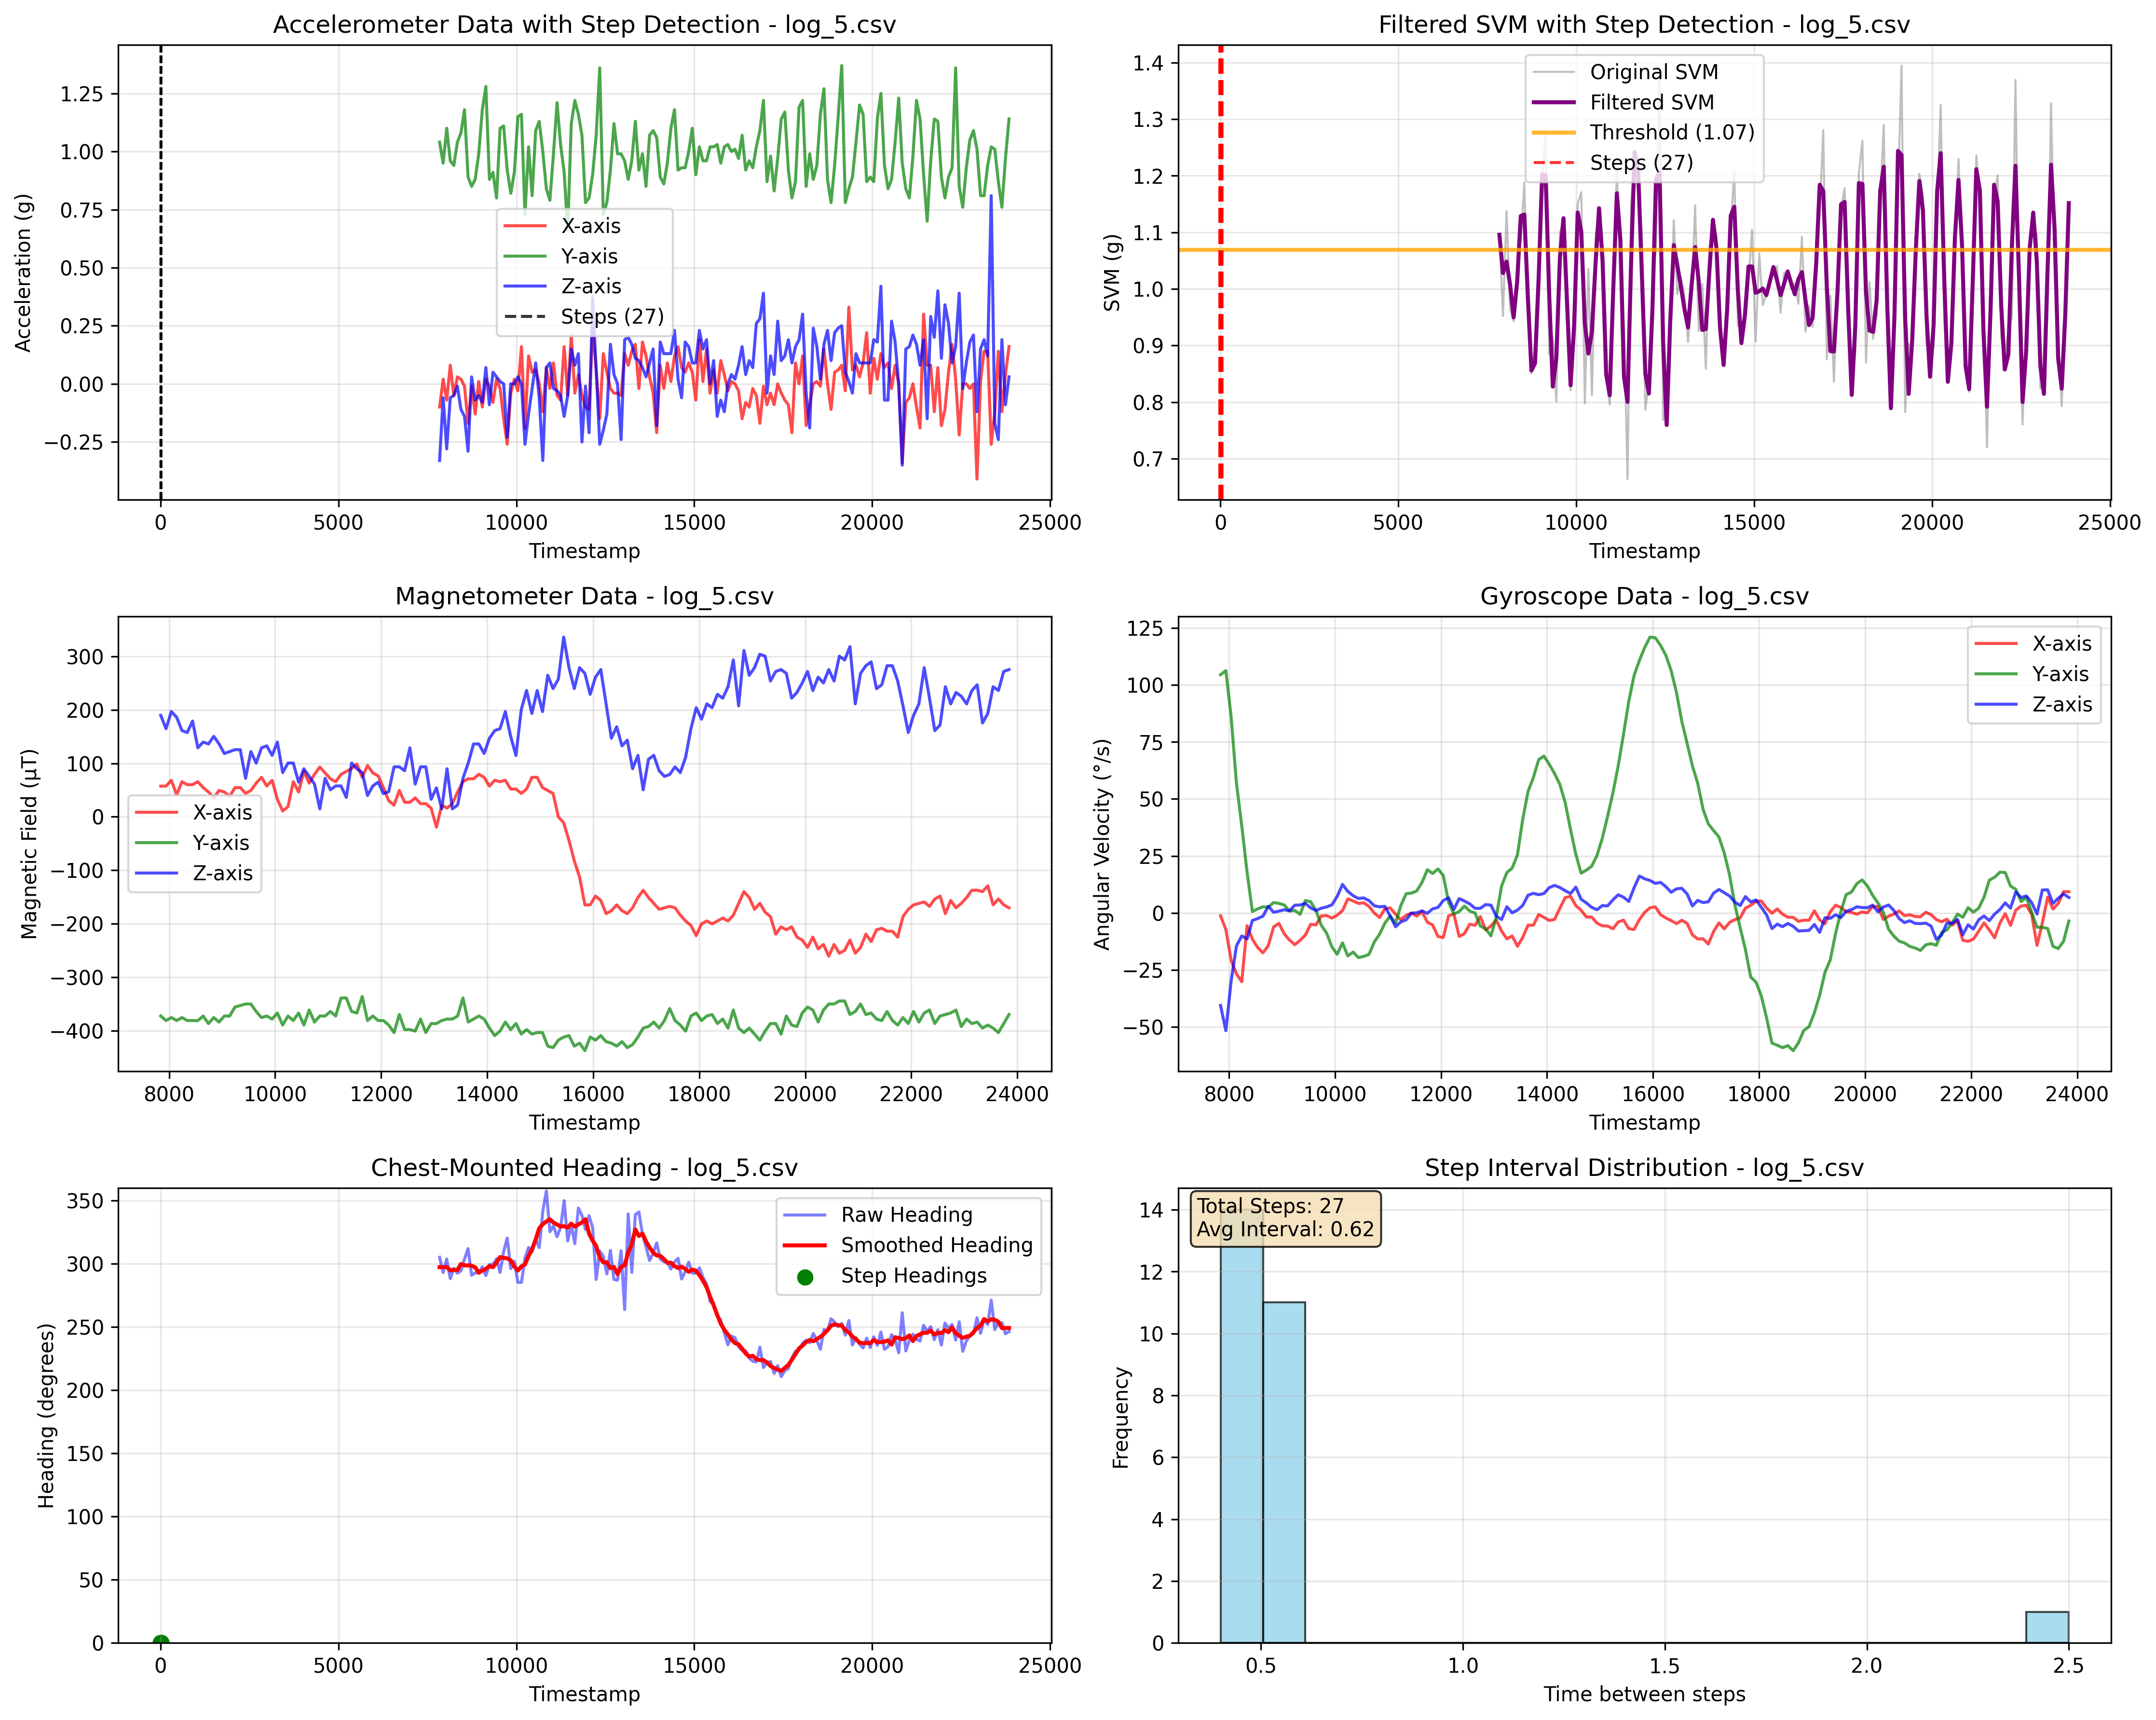 Accelerometer Data with Step Detection - log_5.csv
Acceleration (g)
1.25
1.00
0.75
0.50
0.25
0.00
−0.25
X-axis
Y-axis
Z-axis
Steps (27)
0 5000 10000 15000 20000 25000
Timestamp
Filtered SVM with Step Detection - log_5.csv
SVM (g)
1.4
1.3
1.2
1.1
1.0
0.9
0.8
0.7
Original SVM
Filtered SVM
Threshold (1.07)
Steps (27)
0 5000 10000 15000 20000 25000
Timestamp
Magnetometer Data - log_5.csv
Magnetic Field (µT)
300
200
100
0
−100
−200
−300
−400
X-axis
Y-axis
Z-axis
8000 10000 12000 14000 16000 18000 20000 22000 24000
Timestamp
Gyroscope Data - log_5.csv
Angular Velocity (°/s)
125
100
75
50
25
0
−25
−50
X-axis
Y-axis
Z-axis
8000 10000 12000 14000 16000 18000 20000 22000 24000
Timestamp
Chest-Mounted Heading - log_5.csv
Heading (degrees)
350
300
250
200
150
100
50
0
Raw Heading
Smoothed Heading
Step Headings
0 5000 10000 15000 20000 25000
Timestamp
Step Interval Distribution - log_5.csv
Frequency
14
12
10
8
6
4
2
0
Total Steps: 27
Avg Interval: 0.62
0.5 1.0 1.5 2.0 2.5
Time between steps